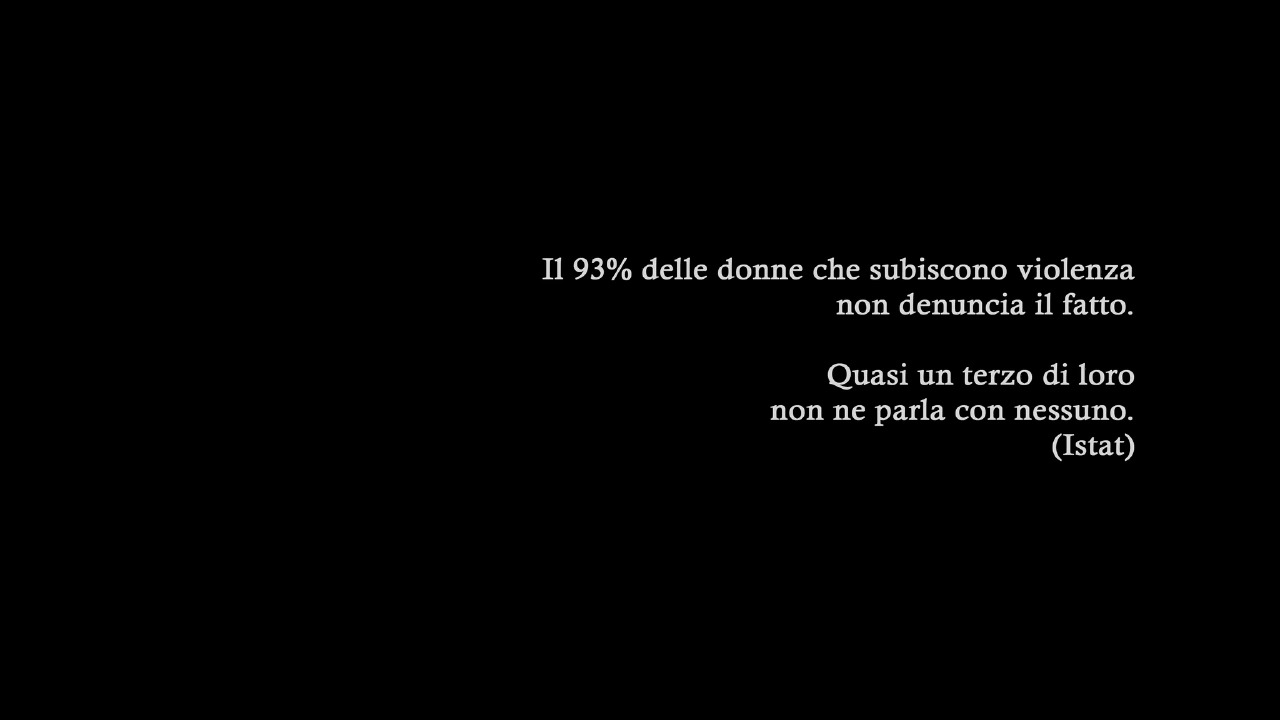 Il 93% delle donne che subiscono violenza
non denuncia il fatto.
Quasi un terzo di loro
non ne parla con nessuno.
(Istat)